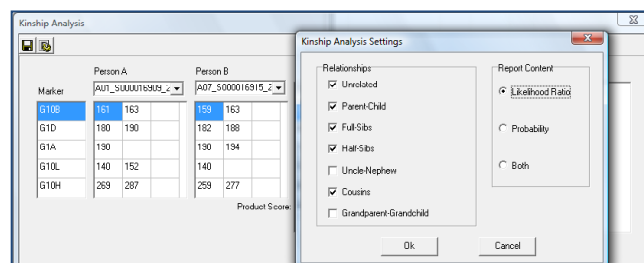 Kinship Analysis
Kinship Analysis Settings
Person A Person B
Marker A01_S000016909_2 A07_S000016915_2
G10B 161 163 159 163
G1D 180 190 182 188
G1A 190 190 194
G10L 140 152 140
G10H 269 287 259 277
Product Score:
Relationships
Unrelated
Parent-Child
Full-Sibs
Half-Sibs
Uncle-Nephew
Cousins
Grandparent-Grandchild
Report Content
Likelihood Ratio
Probability
Both
Ok Cancel